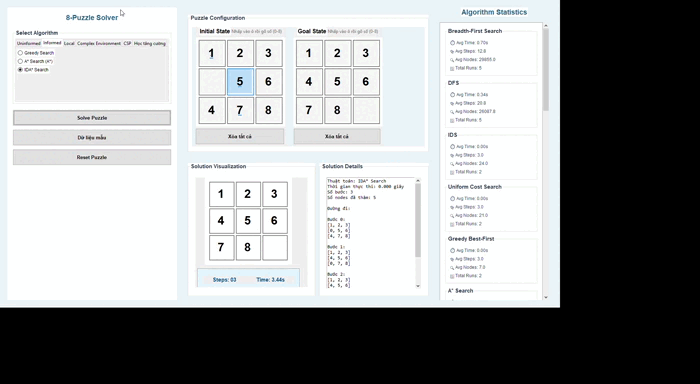 8-Puzzle Solver
Select Algorithm
Uninformed Informed Local Complex Environment CSP Học tăng cường
Greedy Search
A* Search (A*)
IDA* Search
Solve Puzzle
Dữ liệu mẫu
Reset Puzzle
Puzzle Configuration
Initial State Nhấp vào ô rồi gõ số (0-8)
1 2 3
5 6
4 7 8
Xóa tất cả
Goal State Nhấp vào ô rồi gõ số (0-8)
1 2 3
4 5 6
7 8
Xóa tất cả
Solution Visualization
1 2 3
4 5 6
7 8
Steps: 03 Time: 2.44s
Solution Details
Thuật toán: IDA* Search
Thời gian thực thi: 0.000 giây
Số bước: 3
Số nodes đã thăm: 5
Đường đi:
Bước 0:
[1, 2, 3]
[0, 5, 6]
[4, 7, 8]
Bước 1:
[1, 2, 3]
[4, 5, 6]
[0, 7, 8]
Bước 2:
[1, 2, 3]
[4, 5, 6]
Algorithm Statistics
Breadth-First Search
Avg Time: 0.70s
Avg Steps: 12.8
Avg Nodes: 29955.0
Total Runs: 5
DFS
Avg Time: 0.34s
Avg Steps: 20.8
Avg Nodes: 26087.8
Total Runs: 5
IDS
Avg Time: 0.00s
Avg Steps: 3.0
Avg Nodes: 24.0
Total Runs: 2
Uniform Cost Search
Avg Time: 0.00s
Avg Steps: 3.0
Avg Nodes: 21.0
Total Runs: 2
Greedy Best-First
Avg Time: 0.00s
Avg Steps: 3.0
Avg Nodes: 7.0
Total Runs: 2
A* Search